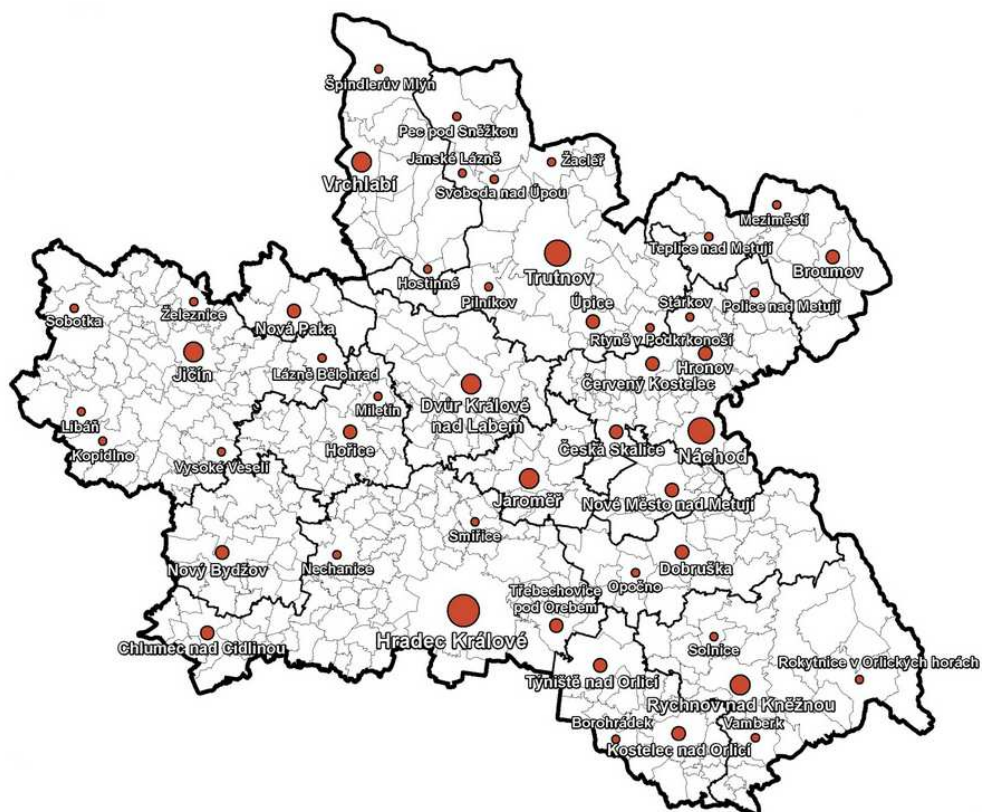 Špindlerův Mlýn
Pec pod Sněžkou
Janské Lázně
Žacléř
Vrchlabí
Svoboda nad Úpou
Meziměstí
Teplice nad Metují
Trutnov
Broumov
Hostinné
Pilníkov
Úpice
Stárkov
Police nad Metují
Sobotka
Železnice
Nová Paka
Rtyně v Podkrkonoší
Jičín
Lázně Bělohrad
Hronov
Červený Kostelec
Dvůr Králové
nad Labem
Miletín
Libáň
Kopidlno
Vysoké Veselí
Hořice
Česká Skalice
Náchod
Jaroměř
Nové Město nad Metují
Smiřice
Nový Bydžov
Nechanice
Dobruška
Opočno
Třebechovice
pod Orebem
Hradec Králové
Chlumec nad Cidlinou
Solnice
Rokytnice v Orlických horách
Týniště nad Orlicí
Rychnov nad Kněžnou
Borohrádek
Vamberk
Kostelec nad Orlicí